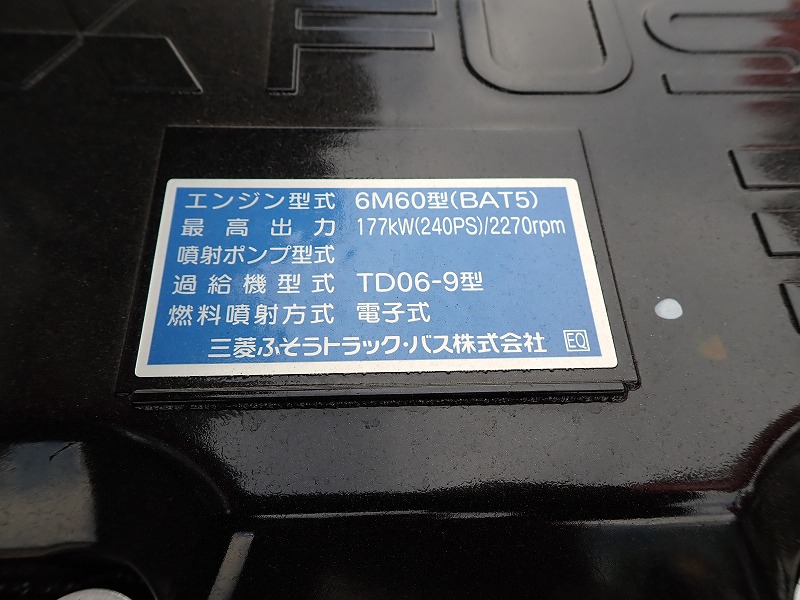 FUS
エンジン型式 6M60型(BAT5)
最高出力 177kW(240PS)/2270rpm
噴射ポンプ型式
過給機型式 TD06-9型
燃料噴射方式 電子式
三菱ふそうトラック・バス株式会社 EQ